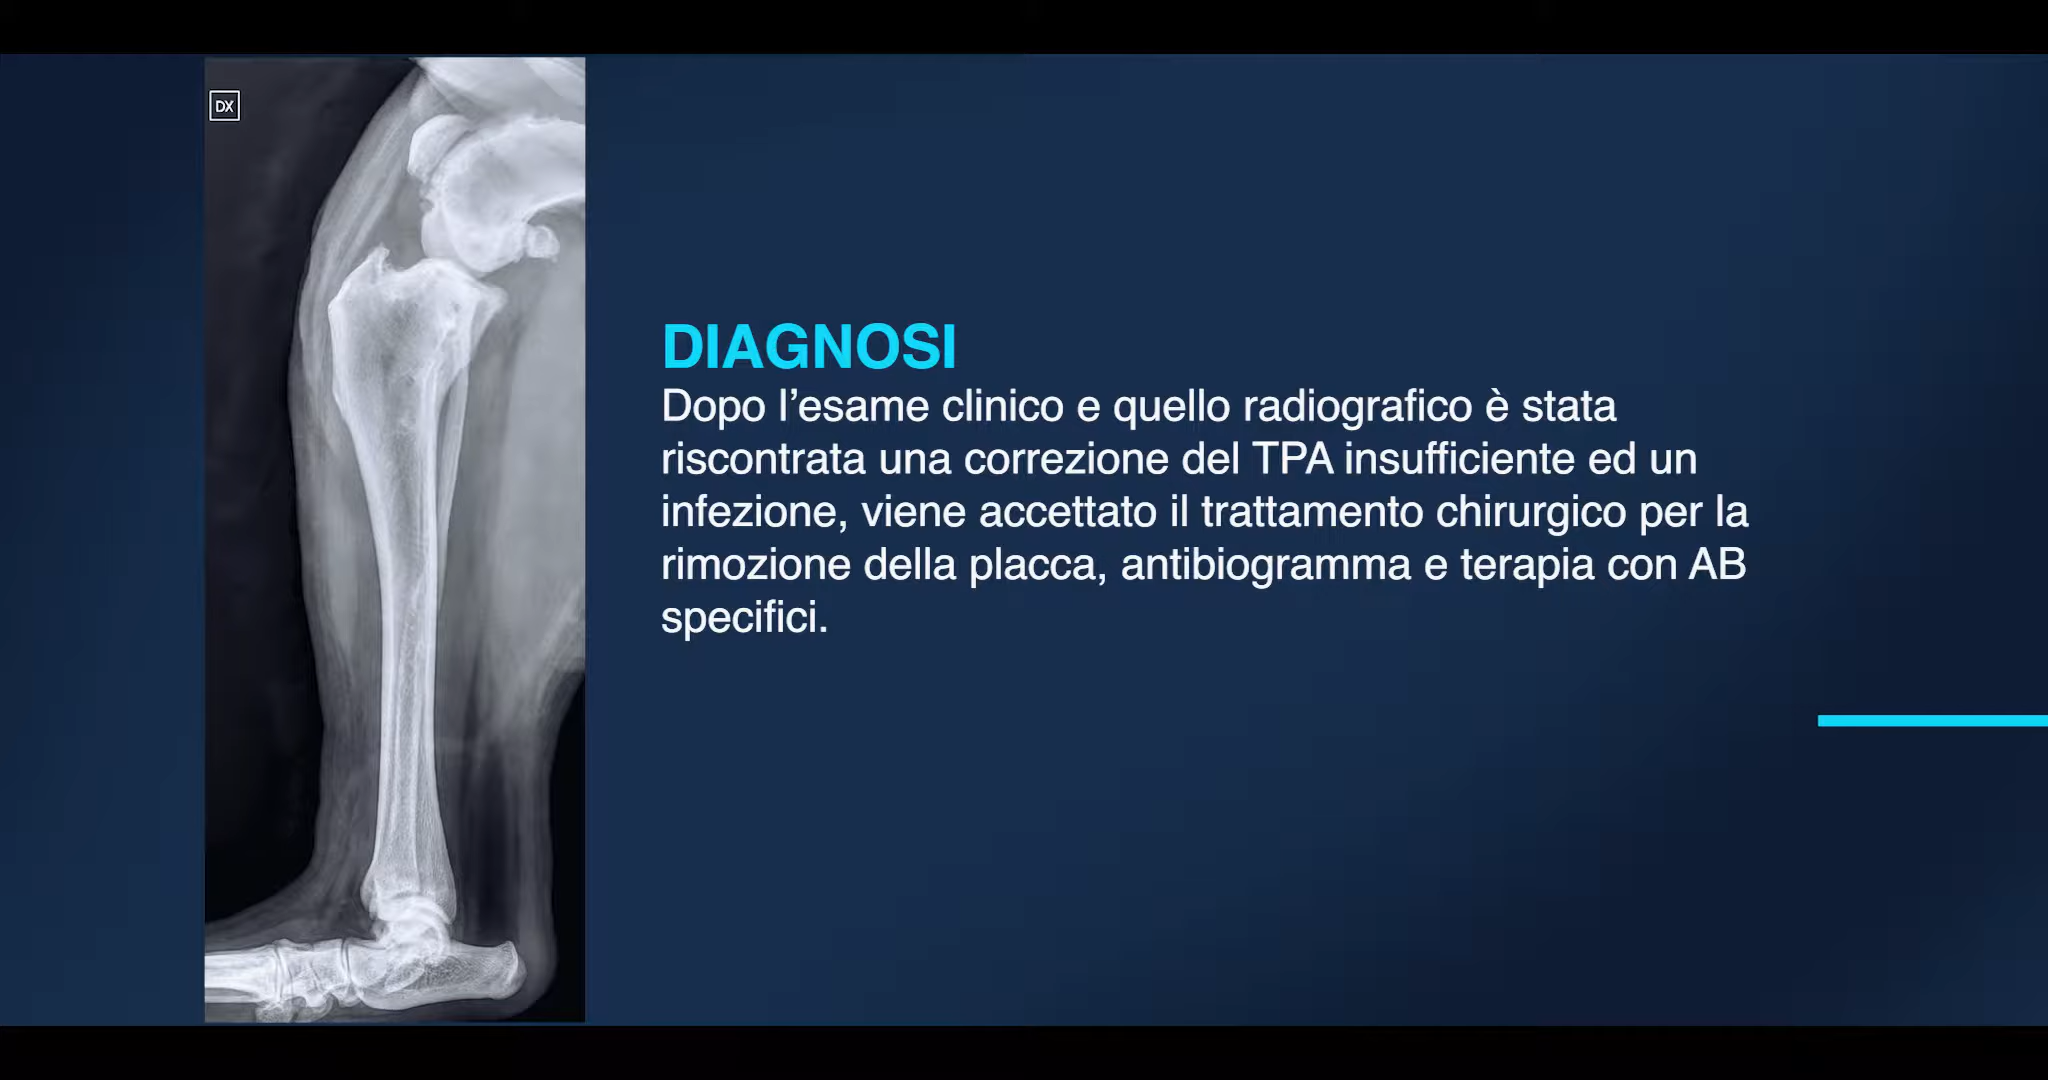 DX
DIAGNOSI
Dopo l’esame clinico e quello radiografico è stata
riscontrata una correzione del TPA insufficiente ed un
infezione, viene accettato il trattamento chirurgico per la
rimozione della placca, antibiogramma e terapia con AB
specifici.